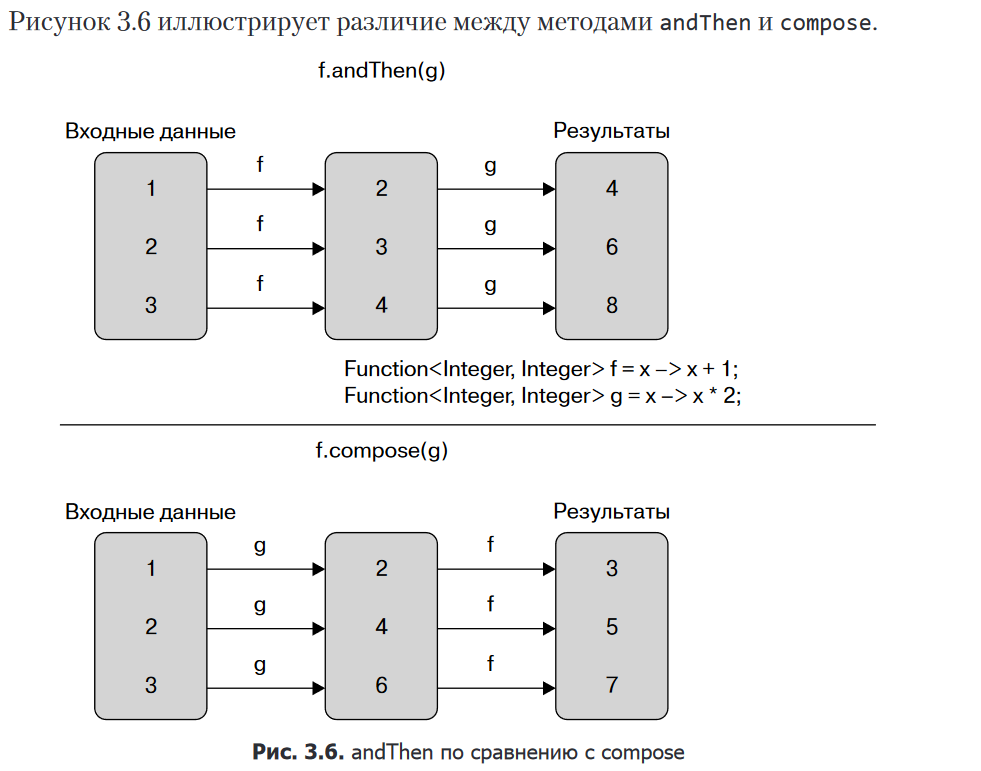 Рисунок 3.6 иллюстрирует различие между методами andThen и compose.
f.andThen(g)
Входные данные
Результаты
f
g
1
2
4
f
g
2
3
6
f
g
3
4
8
Function<Integer, Integer> f = x –> x + 1;
Function<Integer, Integer> g = x –> x * 2;
f.compose(g)
Входные данные
Результаты
g
f
1
2
3
g
f
2
4
5
g
f
3
6
7
Рис. 3.6. andThen по сравнению с compose